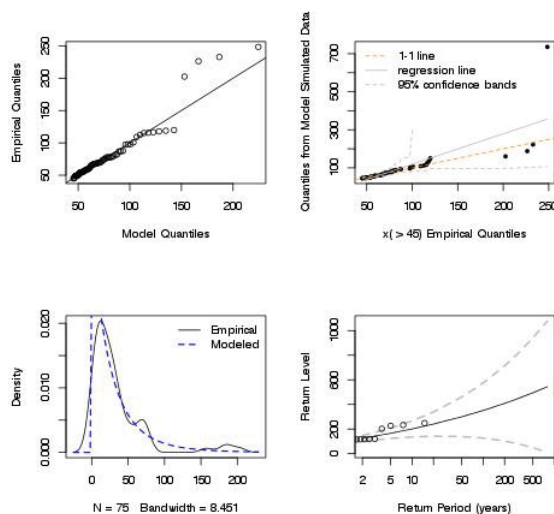 Empirical Quantiles
50 100 150 200 250
50 100 150 200
Model Quantiles
Quantiles from Model Simulated Data
100 300 500 700
1-1 line
regression line
95% confidence bands
50 100 150 200 250
x( > 45) Empirical Quantiles
Density
0.000 0.010 0.020
Empirical
Modeled
0 50 100 150 200
N = 75 Bandwidth = 8.451
Return Level
0 200 600 1000
2 5 10 50 200 500
Return Period (years)